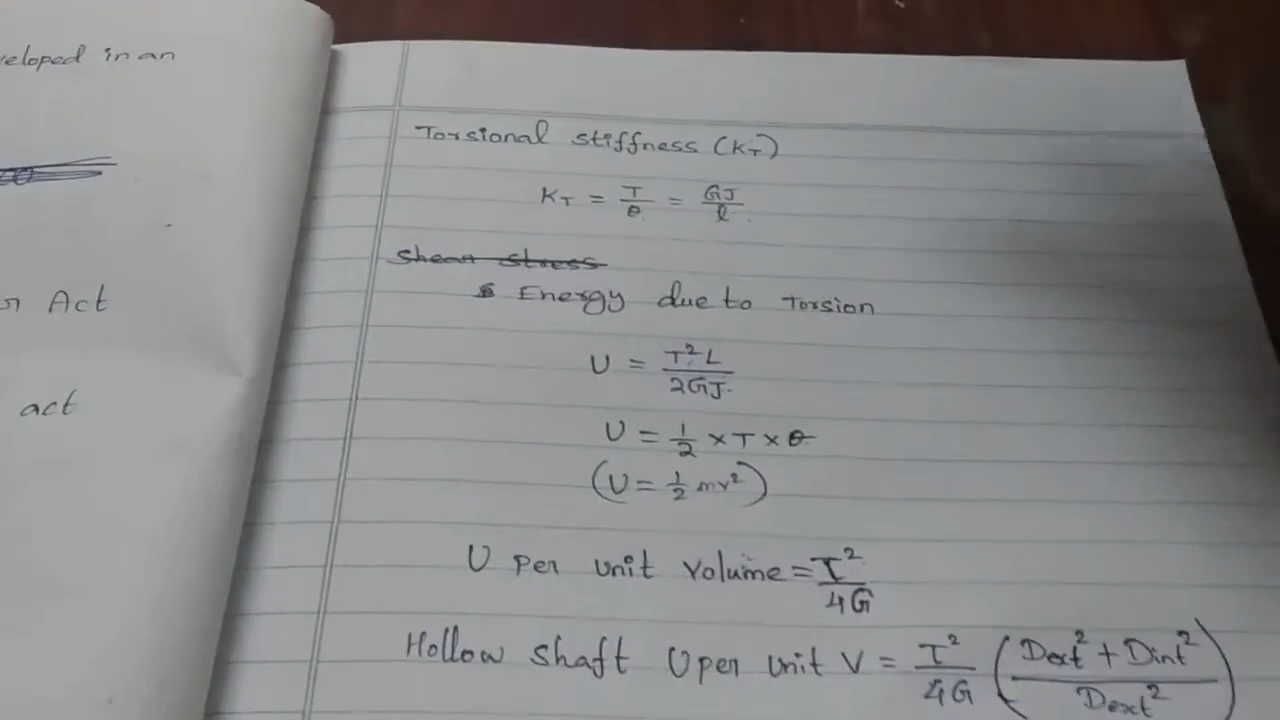 veloped in an
Act
act
Torsional stiffness (K_T)
K_T = T/θ = GJ/l
Shear stress
Energy due to Torsion
U = T²L/2GJ
U = 1/2 × T × θ
(U = 1/2 mv²)
U per unit volume = τ²/4G
Hollow shaft U per unit V = τ²/4G (Dext² + Dint²/Dext²)